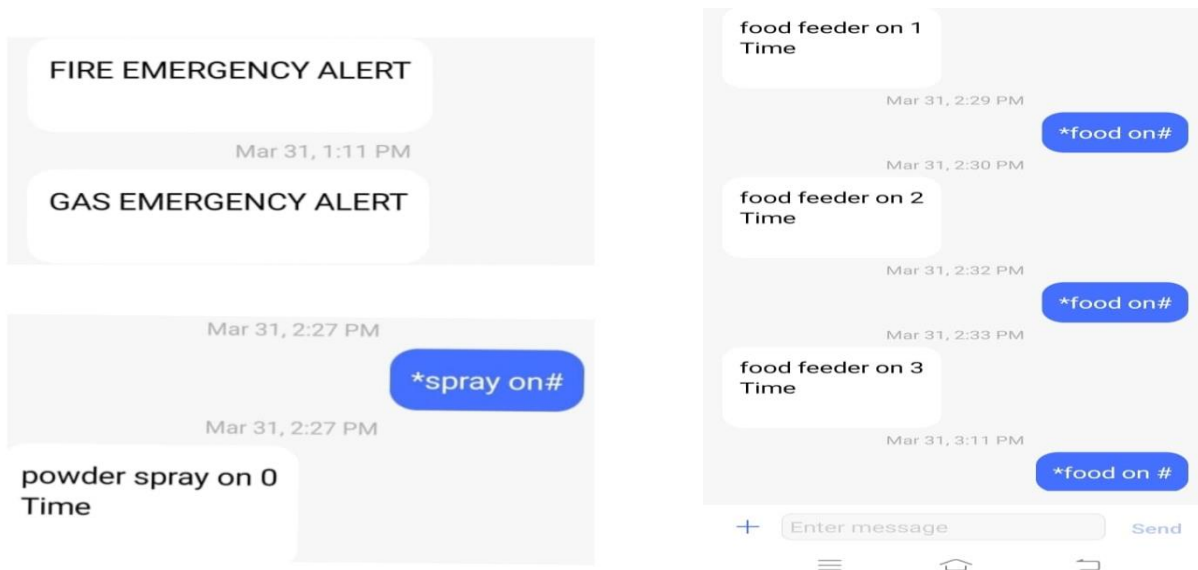 FIRE EMERGENCY ALERT
Mar 31, 1:11 PM
GAS EMERGENCY ALERT
Mar 31, 2:27 PM
*spray on#
Mar 31, 2:27 PM
powder spray on 0
Time
food feeder on 1
Time
Mar 31, 2:29 PM
*food on#
Mar 31, 2:30 PM
food feeder on 2
Time
Mar 31, 2:32 PM
*food on#
Mar 31, 2:33 PM
food feeder on 3
Time
Mar 31, 3:11 PM
*food on #
Enter message
Send